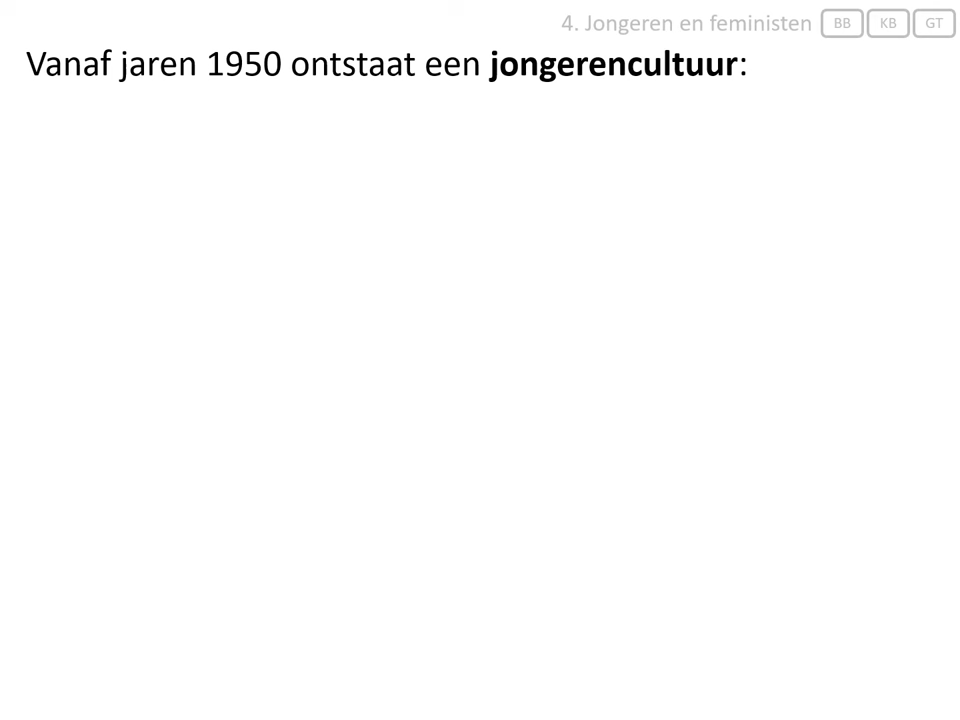 4. Jongeren en feministen BB KB GT
Vanaf jaren 1950 ontstaat een jongerencultuur: